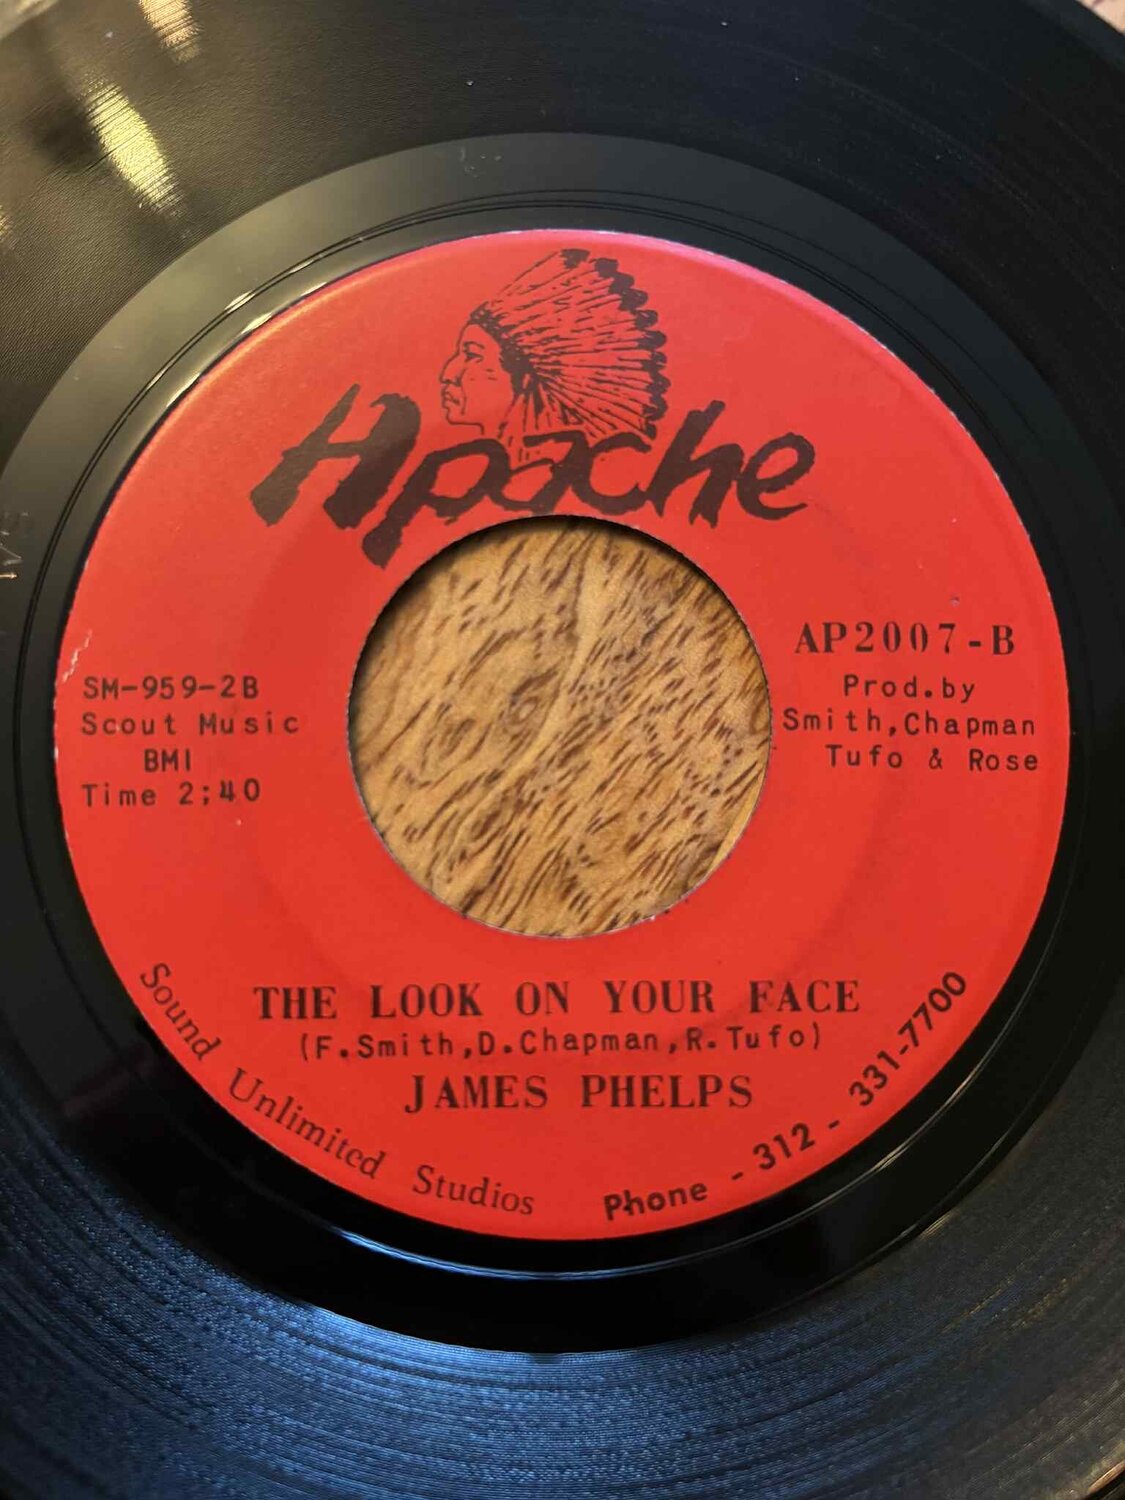 Apache
AP2007-B
Prod.by
Smith,Chapman
Tufo & Rose
SM-959-2B
Scout Music
BMI
Time 2;40
THE LOOK ON YOUR FACE
(F.Smith,D.Chapman,R.Tufo)
JAMES PHELPS
Sound Unlimited Studios Phone - 312 - 331-7700